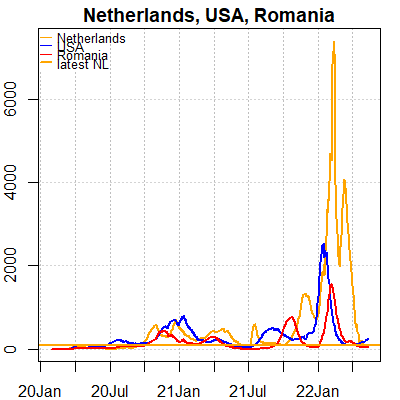 Netherlands, USA, Romania
Netherlands
USA
Romania
latest NL
6000
4000
2000
0
20Jan 20Jul 21Jan 21Jul 22Jan